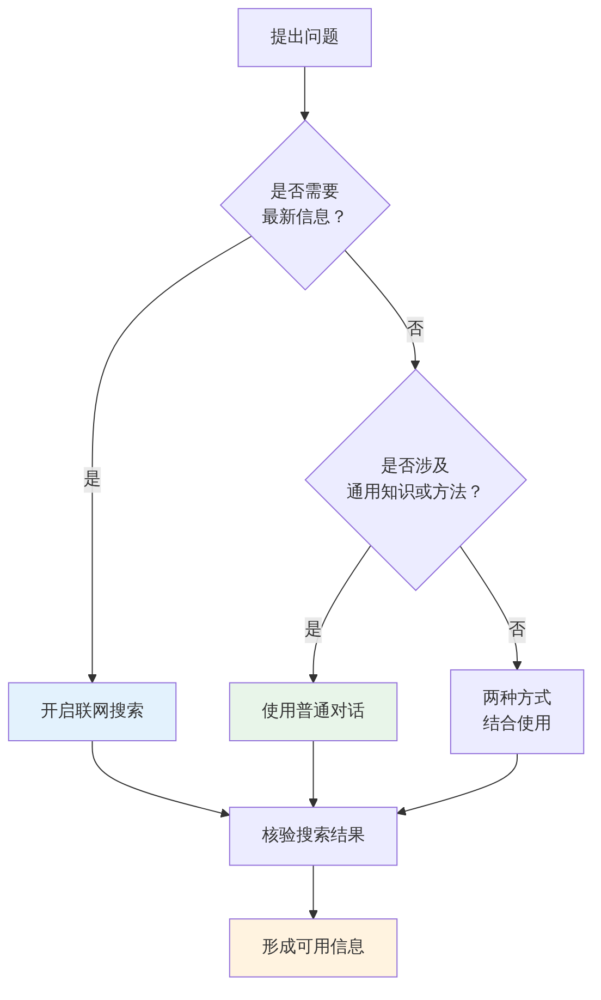 提出问题
是否需要
最新信息？
否
是
是否涉及
通用知识或方法？
是
否
开启联网搜索
使用普通对话
两种方式
结合使用
核验搜索结果
形成可用信息